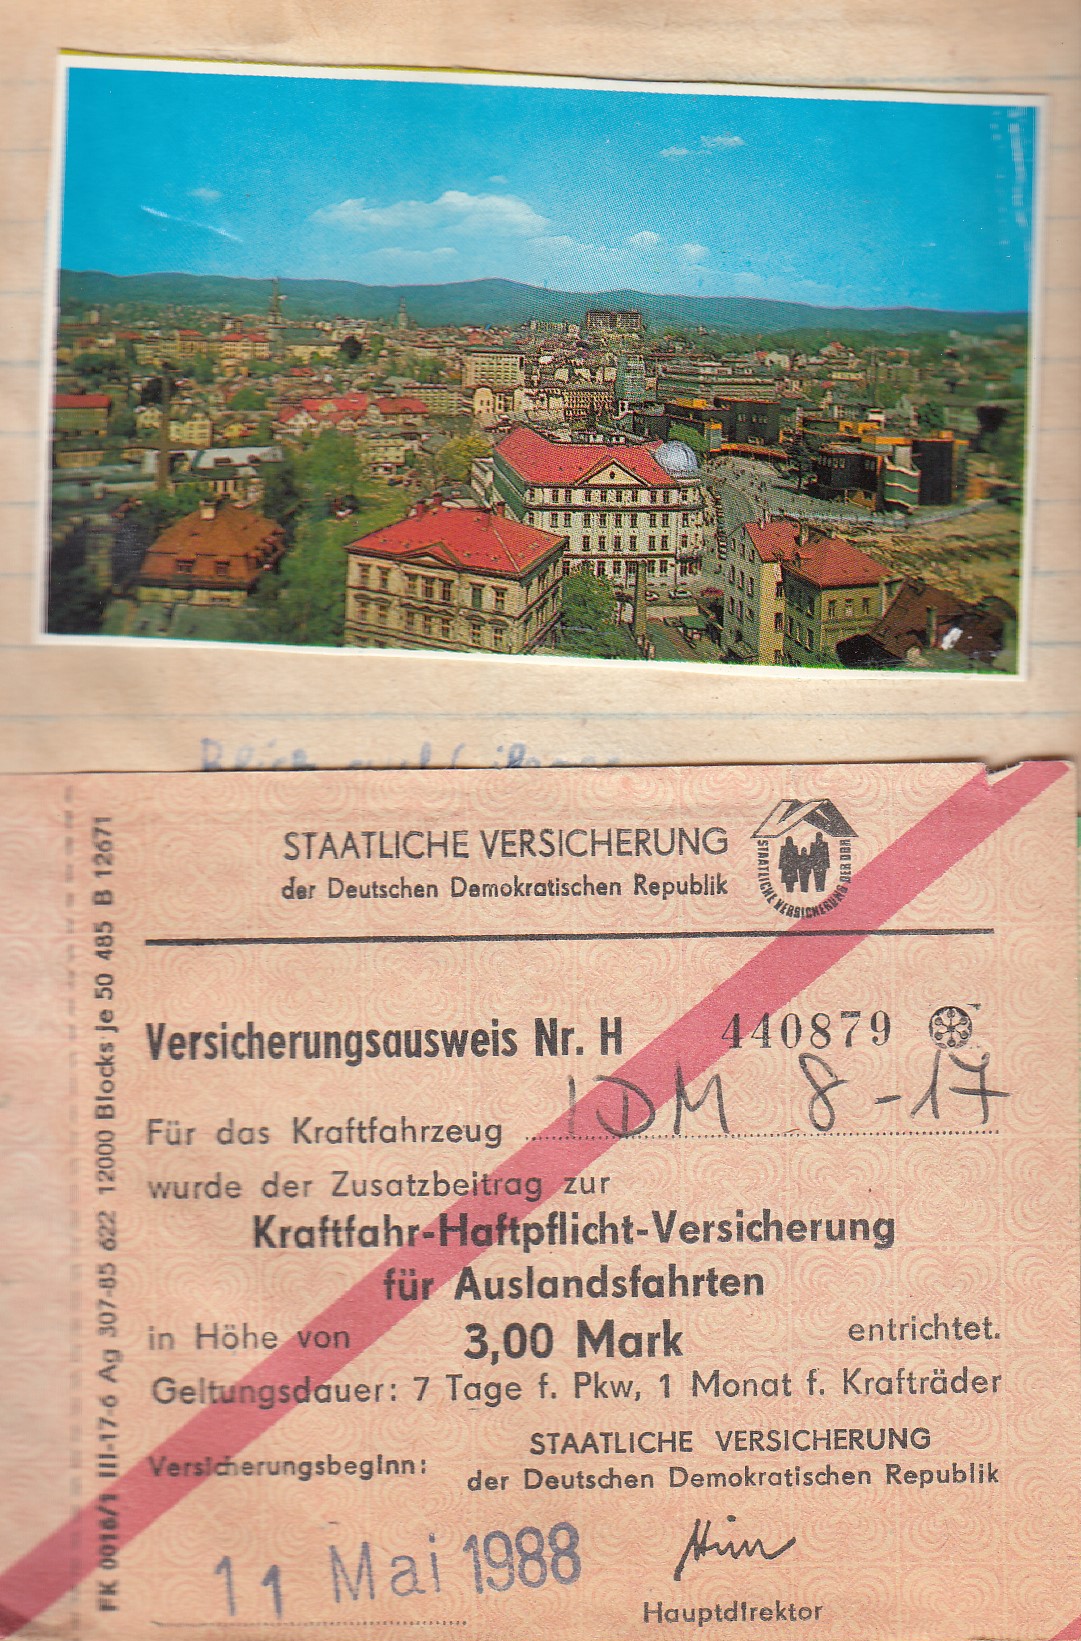 Blick auf
STAATLICHE VERSICHERUNG
der Deutschen Demokratischen Republik
STAATLICHE VERSICHERUNG DER DDR
Versicherungsausweis Nr. H 440879
Für das Kraftfahrzeug IDM 8-17
wurde der Zusatzbeitrag zur
Kraftfahr-Haftpflicht-Versicherung
für Auslandsfahrten
in Höhe von 3,00 Mark entrichtet.
Geltungsdauer: 7 Tage f. Pkw, 1 Monat f. Krafträder
STAATLICHE VERSICHERUNG
der Deutschen Demokratischen Republik
Versicherungsbeginn:
11 Mai 1988
Hauptdirektor
FK 0016/1 III-17-6 Ag 307-85 622 12000 Blocks je 50 485 B 12671